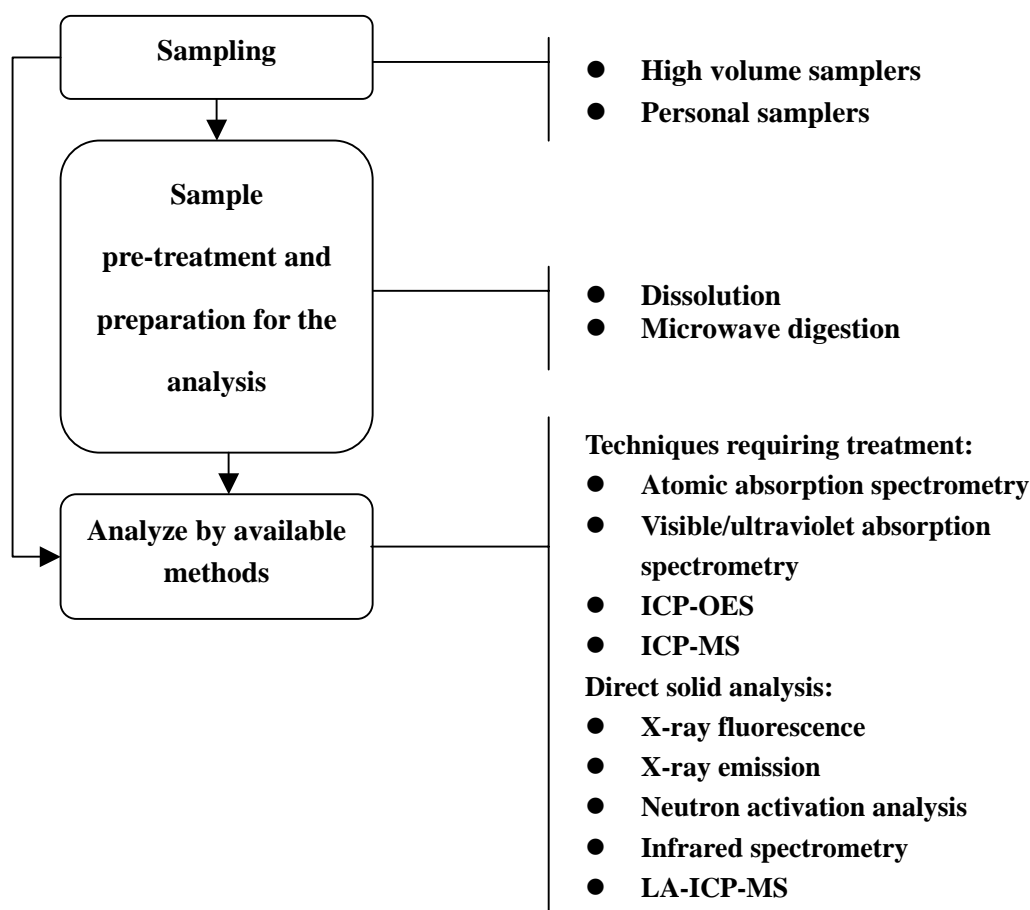 Sampling
● High volume samplers
● Personal samplers
Sample
pre-treatment and
preparation for the
analysis
● Dissolution
● Microwave digestion
Analyze by available
methods
Techniques requiring treatment:
● Atomic absorption spectrometry
● Visible/ultraviolet absorption
spectrometry
● ICP-OES
● ICP-MS
Direct solid analysis:
● X-ray fluorescence
● X-ray emission
● Neutron activation analysis
● Infrared spectrometry
● LA-ICP-MS